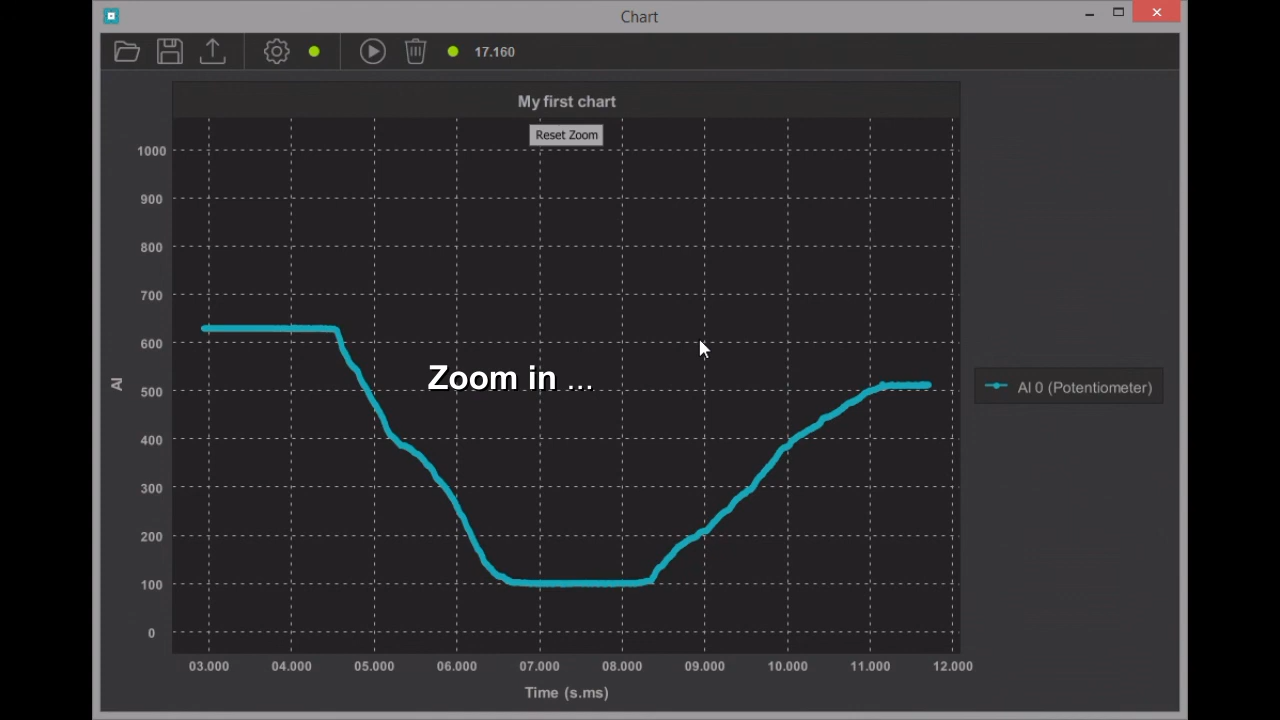 Chart
17.160
My first chart
Reset Zoom
1000
900
800
700
600
500
400
300
200
100
0
AI
Zoom in ...
AI 0 (Potentiometer)
03.000 04.000 05.000 06.000 07.000 08.000 09.000 10.000 11.000 12.000
Time (s.ms)